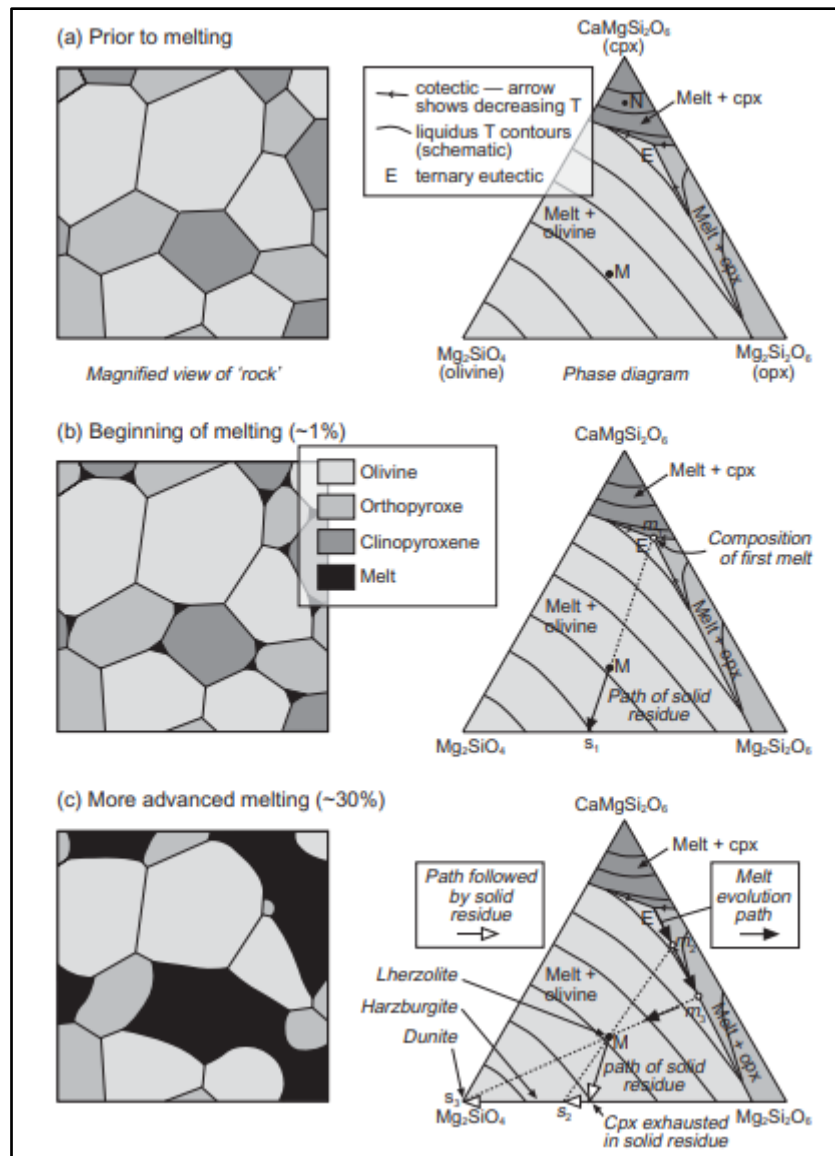 (a) Prior to melting
CaMgSi₂O₆
(cpx)
cotectic — arrow
shows decreasing T
liquidus T contours
(schematic)
E ternary eutectic
N
Melt + cpx
E
Melt +
olivine
Melt + opx
M
Mg₂SiO₄
(olivine)
Mg₂Si₂O₆
(opx)
Magnified view of ‘rock’
Phase diagram
(b) Beginning of melting (~1%)
CaMgSi₂O₆
Olivine
Orthopyroxe
Clinopyroxene
Melt
Melt + cpx
m₁
E
Composition
of first melt
Melt +
olivine
Melt + opx
M
Path of solid
residue
Mg₂SiO₄
s₁
Mg₂Si₂O₆
(c) More advanced melting (~30%)
CaMgSi₂O₆
Melt + cpx
Path followed
by solid
residue
Melt
evolution
path
E
m₂
Lherzolite
Melt +
olivine
Harzburgite
m₃
Dunite
M
Melt + opx
path of solid
residue
s₃
Mg₂SiO₄
s₂
Mg₂Si₂O₆
Cpx exhausted
in solid residue